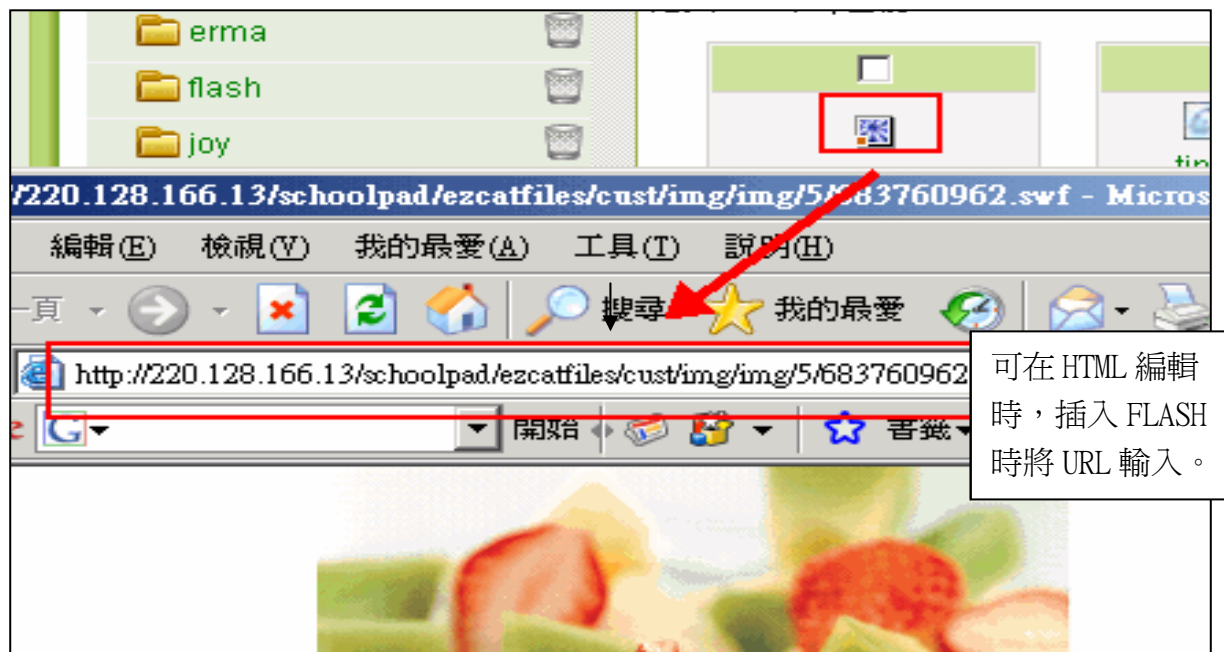 erma
flash
joy
tin
/220.128.166.13/schoolpad/ezcatfiles/cust/img/img/5/683760962.swf - Micros
編輯(E) 檢視(V) 我的最愛(A) 工具(T) 說明(H)
一頁 搜尋 我的最愛
http://220.128.166.13/schoolpad/ezcatfiles/cust/img/img/5/683760962
G 開始 書籤
可在 HTML 編輯
時，插入 FLASH
時將 URL 輸入。